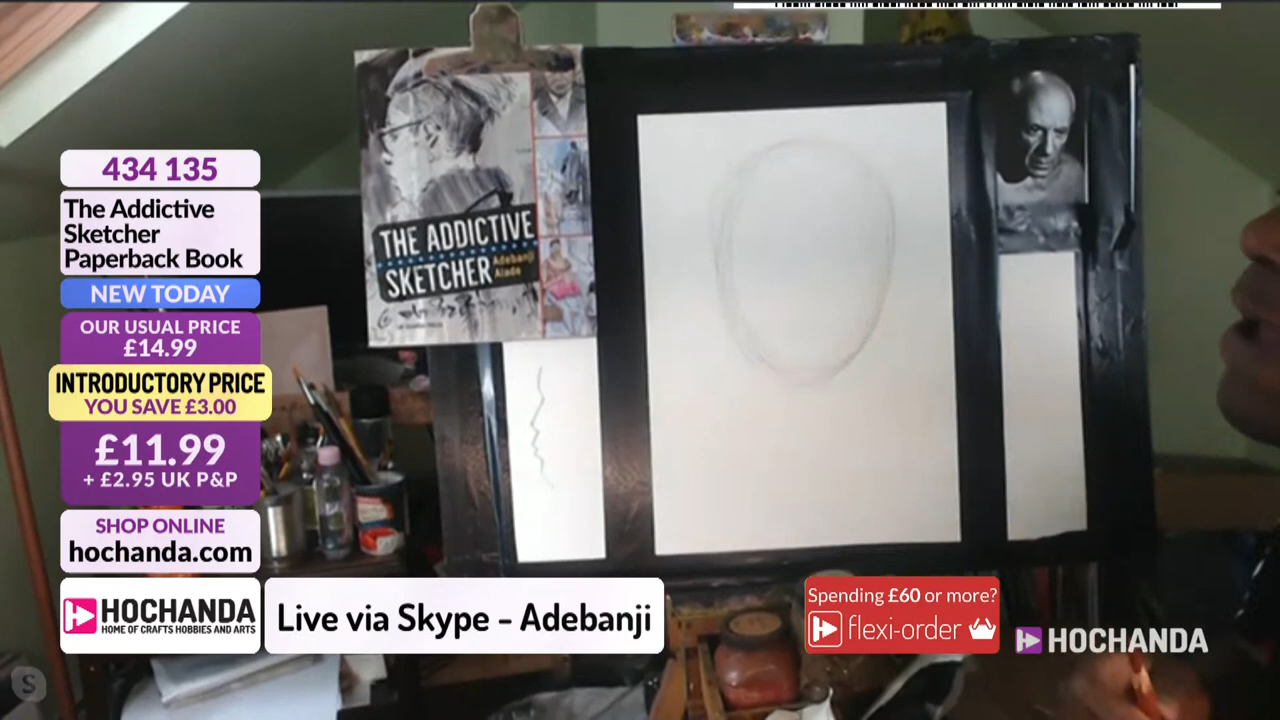 434 135
The Addictive
Sketcher
Paperback Book
NEW TODAY
OUR USUAL PRICE
£14.99
INTRODUCTORY PRICE
YOU SAVE £3.00
£11.99
+ £2.95 UK P&P
SHOP ONLINE
hochanda.com
HOCHANDA
HOME OF CRAFTS HOBBIES AND ARTS
Live via Skype - Adebanji
THE ADDICTIVE
SKETCHER
Adebanji
Alade
Spending £60 or more?
flexi-order
HOCHANDA
S